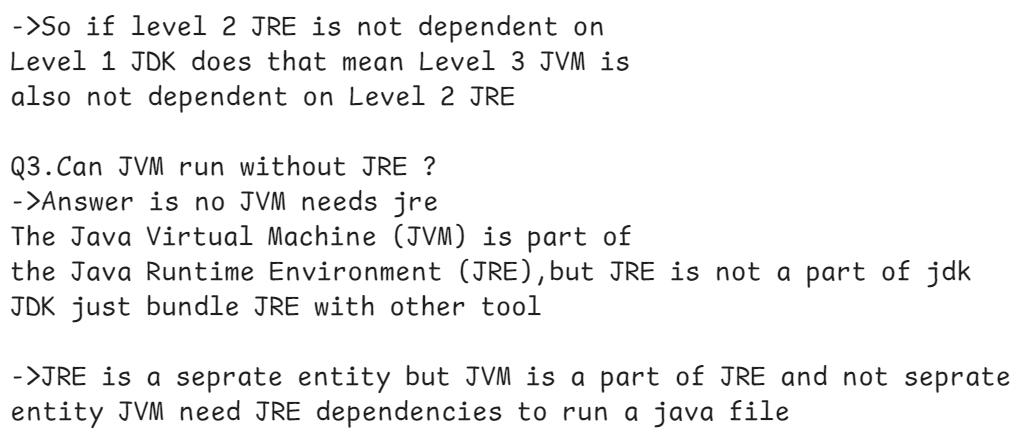 ->So if level 2 JRE is not dependent on
Level 1 JDK does that mean Level 3 JVM is
also not dependent on Level 2 JRE
Q3.Can JVM run without JRE ?
->Answer is no JVM needs jre
The Java Virtual Machine (JVM) is part of
the Java Runtime Environment (JRE),but JRE is not a part of jdk
JDK just bundle JRE with other tool
->JRE is a seprate entity but JVM is a part of JRE and not seprate
entity JVM need JRE dependencies to run a java file